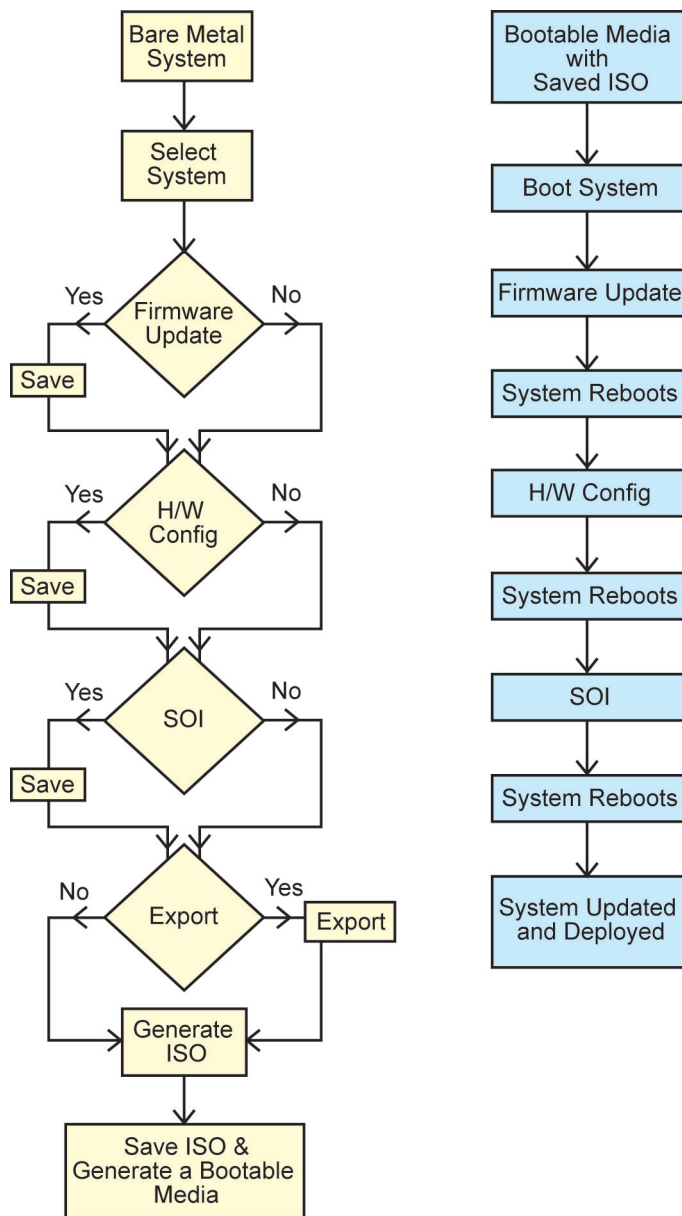 Bare Metal
System
Select
System
Yes
No
Firmware
Update
Save
Yes
No
H/W
Config
Save
Yes
No
SOI
Save
No
Yes
Export
Export
Generate
ISO
Save ISO &
Generate a Bootable
Media
Bootable Media
with
Saved ISO
Boot System
Firmware Update
System Reboots
H/W Config
System Reboots
SOI
System Reboots
System Updated
and Deployed